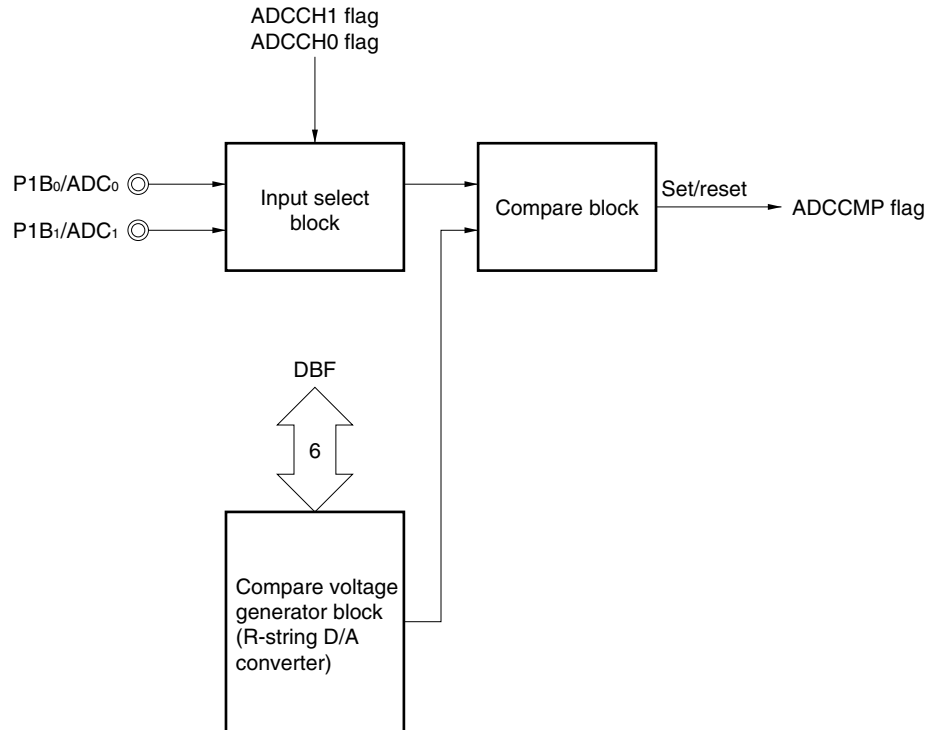 ADCCH1 flag
ADCCH0 flag
P1B₀/ADC₀
P1B₁/ADC₁
Input select
block
Compare block
Set/reset
ADCCMP flag
DBF
6
Compare voltage
generator block
(R-string D/A
converter)